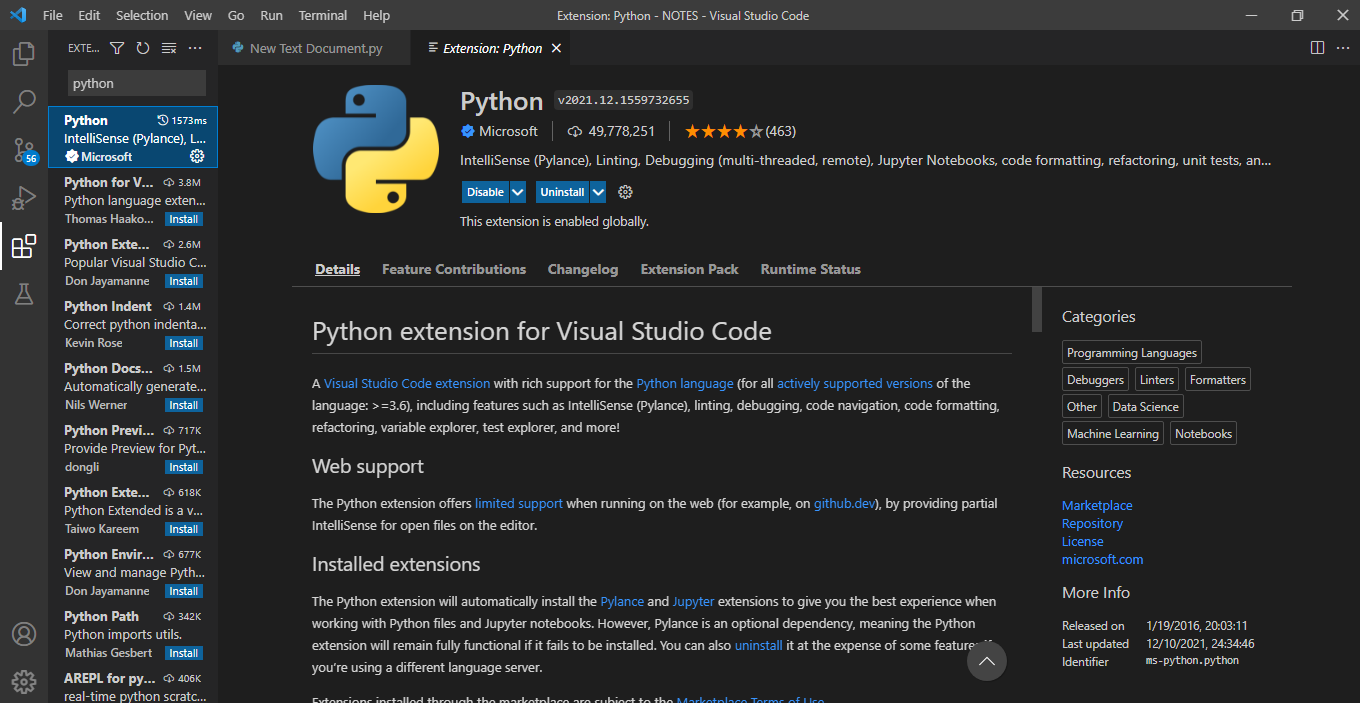 File Edit Selection View Go Run Terminal Help Extension: Python - NOTES - Visual Studio Code
EXTE...
New Text Document.py
Extension: Python
python
Python 1573ms
IntelliSense (Pylance), L...
Microsoft
56
Python for V... 3.8M
Python language exten...
Thomas Haako... Install
Python Exte... 2.6M
Popular Visual Studio C...
Don Jayamanne Install
Python Indent 1.4M
Correct python indenta...
Kevin Rose Install
Python Docs... 1.5M
Automatically generate...
Nils Werner Install
Python Previ... 717K
Provide Preview for Pyt...
dongli Install
Python Exte... 618K
Python Extended is a v...
Taiwo Kareem Install
Python Envir... 677K
View and manage Pyth...
Don Jayamanne Install
Python Path 342K
Python imports utils.
Mathias Gesbert Install
AREPL for py... 406K
real-time python scratc...
Python v2021.12.1559732655
Microsoft 49,778,251 (463)
IntelliSense (Pylance), Linting, Debugging (multi-threaded, remote), Jupyter Notebooks, code formatting, refactoring, unit tests, an...
Disable Uninstall
This extension is enabled globally.
Details Feature Contributions Changelog Extension Pack Runtime Status
Python extension for Visual Studio Code
A Visual Studio Code extension with rich support for the Python language (for all actively supported versions of the
language: >=3.6), including features such as IntelliSense (Pylance), linting, debugging, code navigation, code formatting,
refactoring, variable explorer, test explorer, and more!
Web support
The Python extension offers limited support when running on the web (for example, on github.dev), by providing partial
IntelliSense for open files on the editor.
Installed extensions
The Python extension will automatically install the Pylance and Jupyter extensions to give you the best experience when
working with Python files and Jupyter notebooks. However, Pylance is an optional dependency, meaning the Python
extension will remain fully functional if it fails to be installed. You can also uninstall it at the expense of some features if
you're using a different language server.
Extensions installed through the marketplace are subject to the Marketplace Terms of Use.
Categories
Programming Languages
Debuggers Linters Formatters
Other Data Science
Machine Learning Notebooks
Resources
Marketplace
Repository
License
microsoft.com
More Info
Released on 1/19/2016, 20:03:11
Last updated 12/10/2021, 24:34:46
Identifier ms-python.python